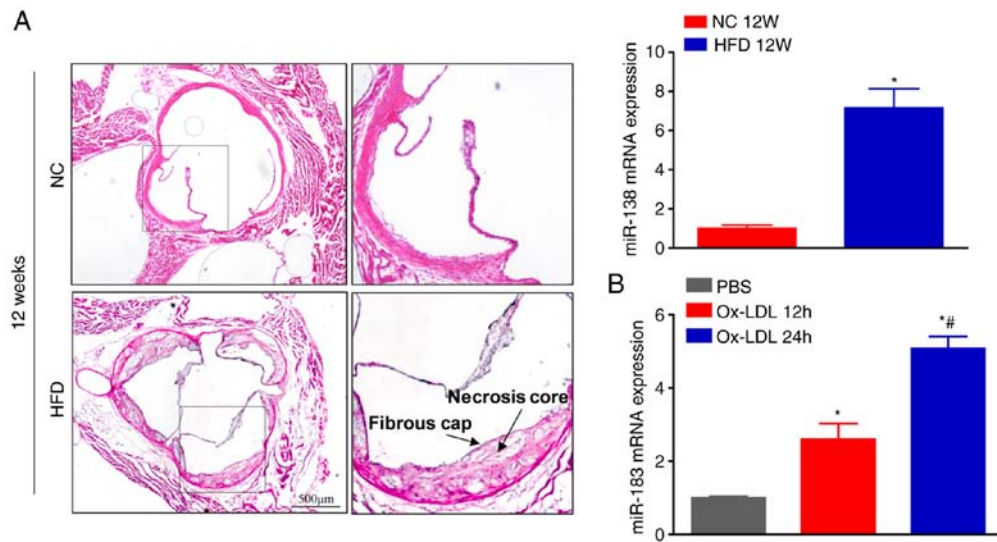 A
12 weeks
NC
HFD
Fibrous cap
Necrosis core
500μm
NC 12W
HFD 12W
miR-138 mRNA expression
10
8
6
4
2
0
*
B
PBS
Ox-LDL 12h
Ox-LDL 24h
miR-183 mRNA expression
6
4
2
0
*
*#